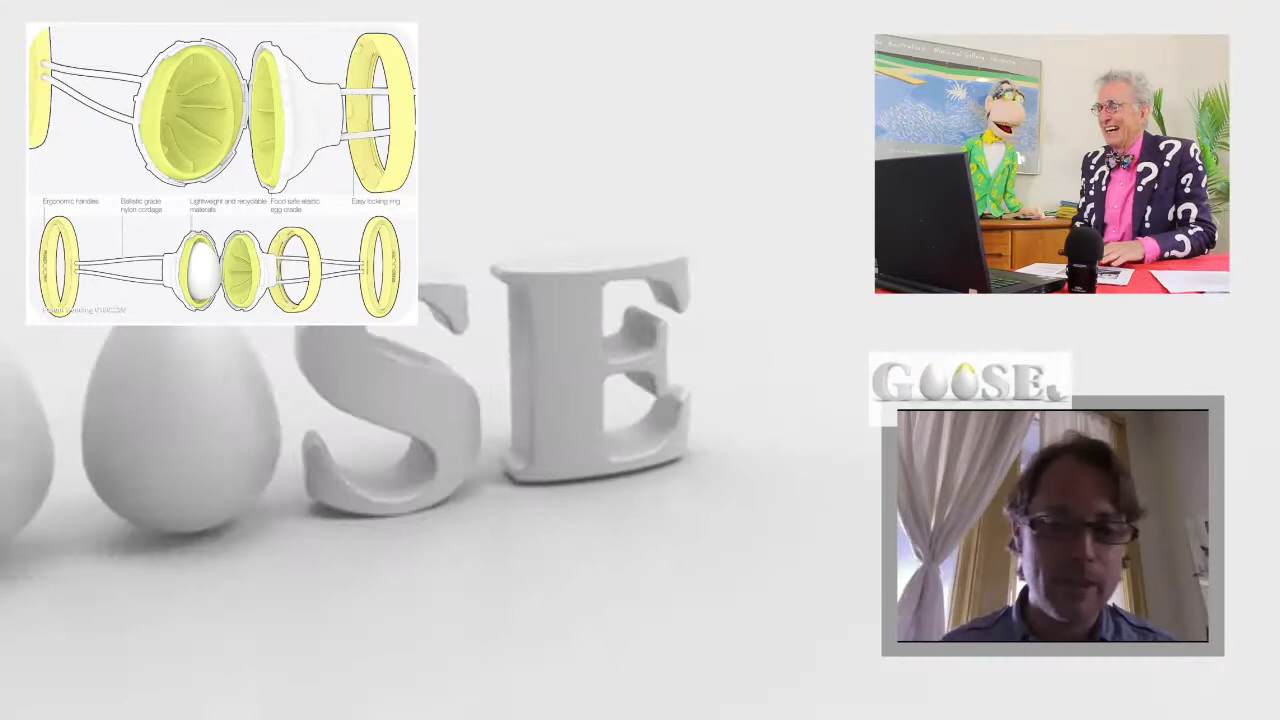 Ergonomic handles
Ballistic grade
nylon cordage
Lightweight and recyclable
materials
Food safe elastic
egg cradle
Easy locking ring
SE
GOOSE.
? ? ? ? ? ? ?